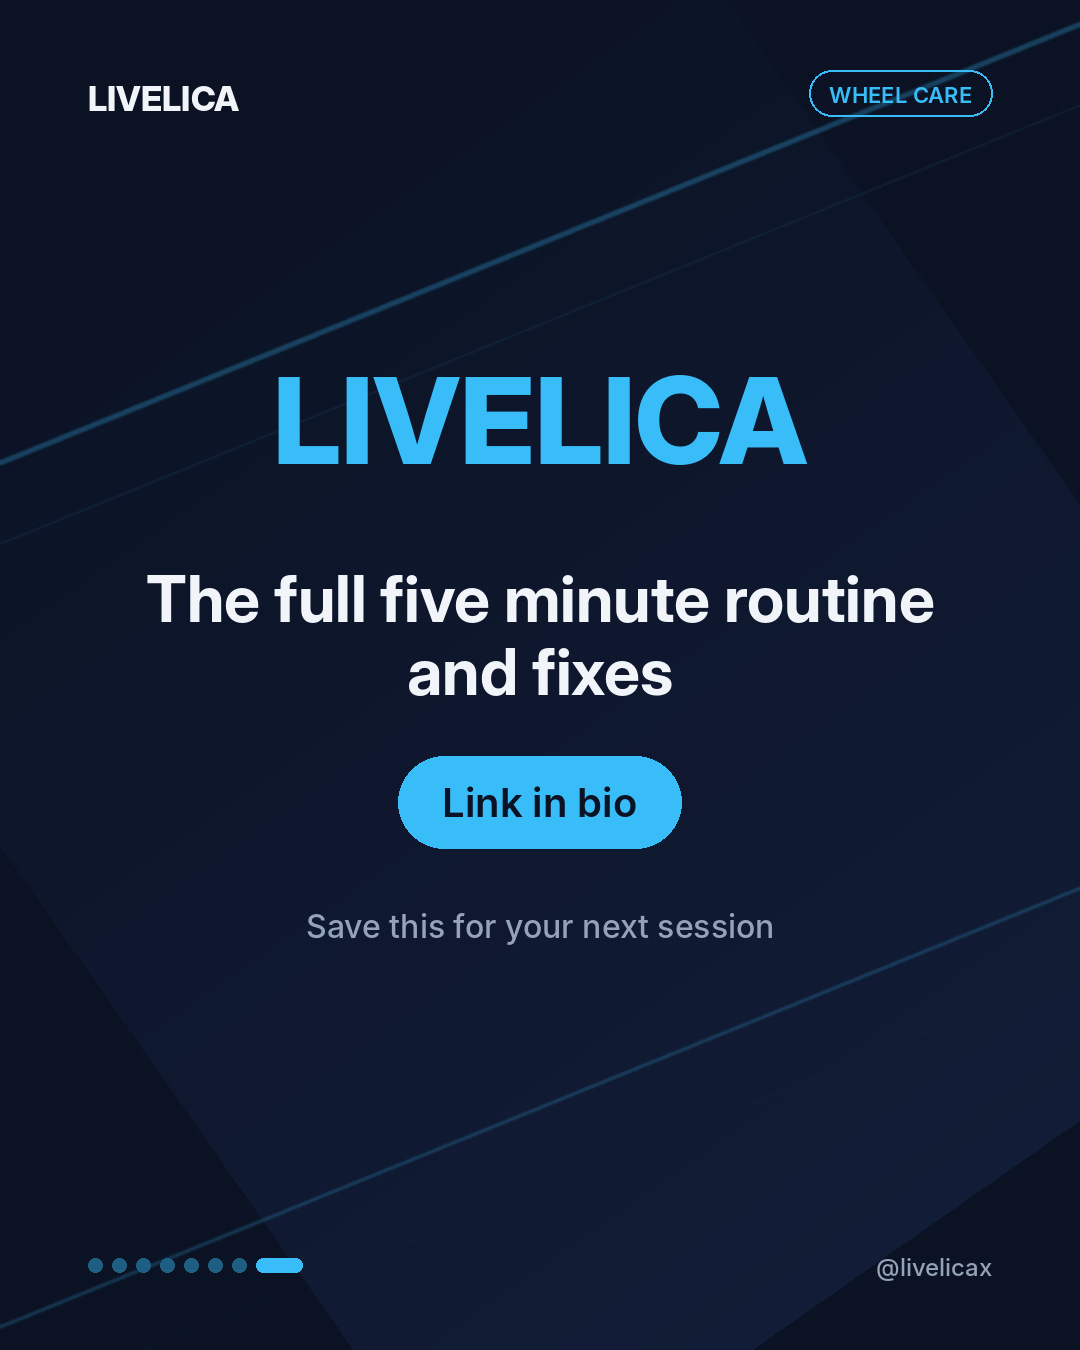 LIVELICA
WHEEL CARE
LIVELICA
The full five minute routine
and fixes
Link in bio
Save this for your next session
@livelicax